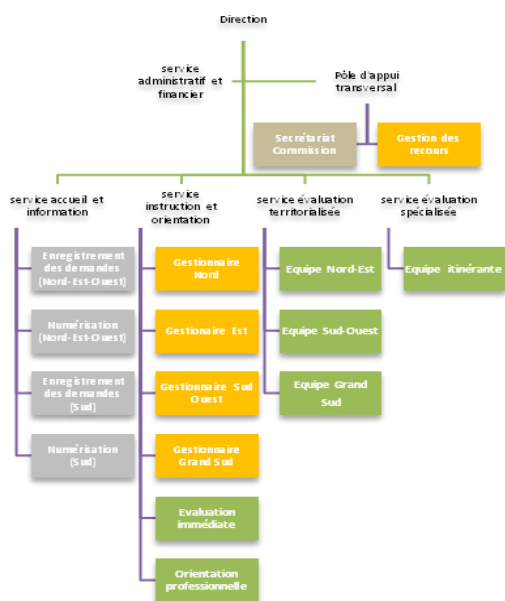 Direction
service
administratif et
financier
Pôle d'appui
transversal
Secrétariat
Commission
Gestion des
recours
service accueil et
information
service
instruction et
orientation
service évaluation
territorialisée
service évaluation
spécialisée
Enregistrement
des demandes
(Nord-Est-Ouest)
Gestionnaire
Nord
Equipe Nord-Est
Equipe itinérante
Numérisation
(Nord-Est-Ouest)
Gestionaire Est
Equipe Sud-Ouest
Enregistrement
des demandes
(Sud)
Gestionnaire Sud
Ouest
Equipe Grand
Sud
Numérisation
(Sud)
Gestionnaire
Grand Sud
Evaluation
immédiate
Orientation
professionnelle